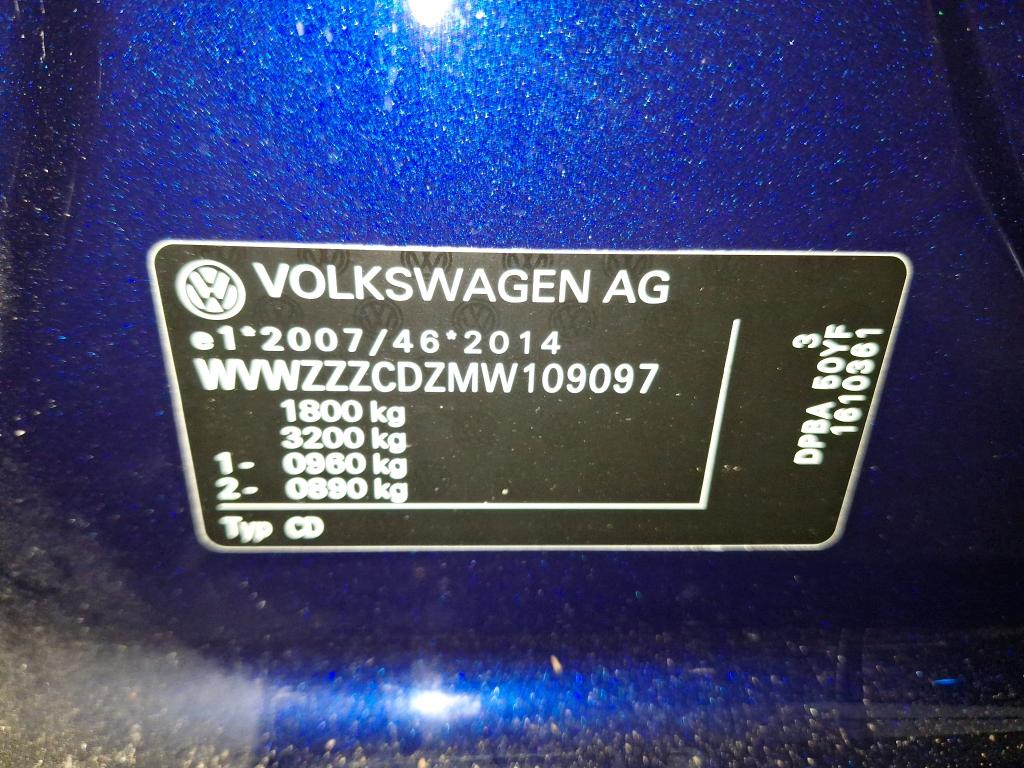 VOLKSWAGEN AG
e1*2007/46*2014
WVWZZZCDZMW109097
1800 kg
3200 kg
1- 0960 kg
2- 0890 kg
Typ CD
3
DPBA 50YF
1610361